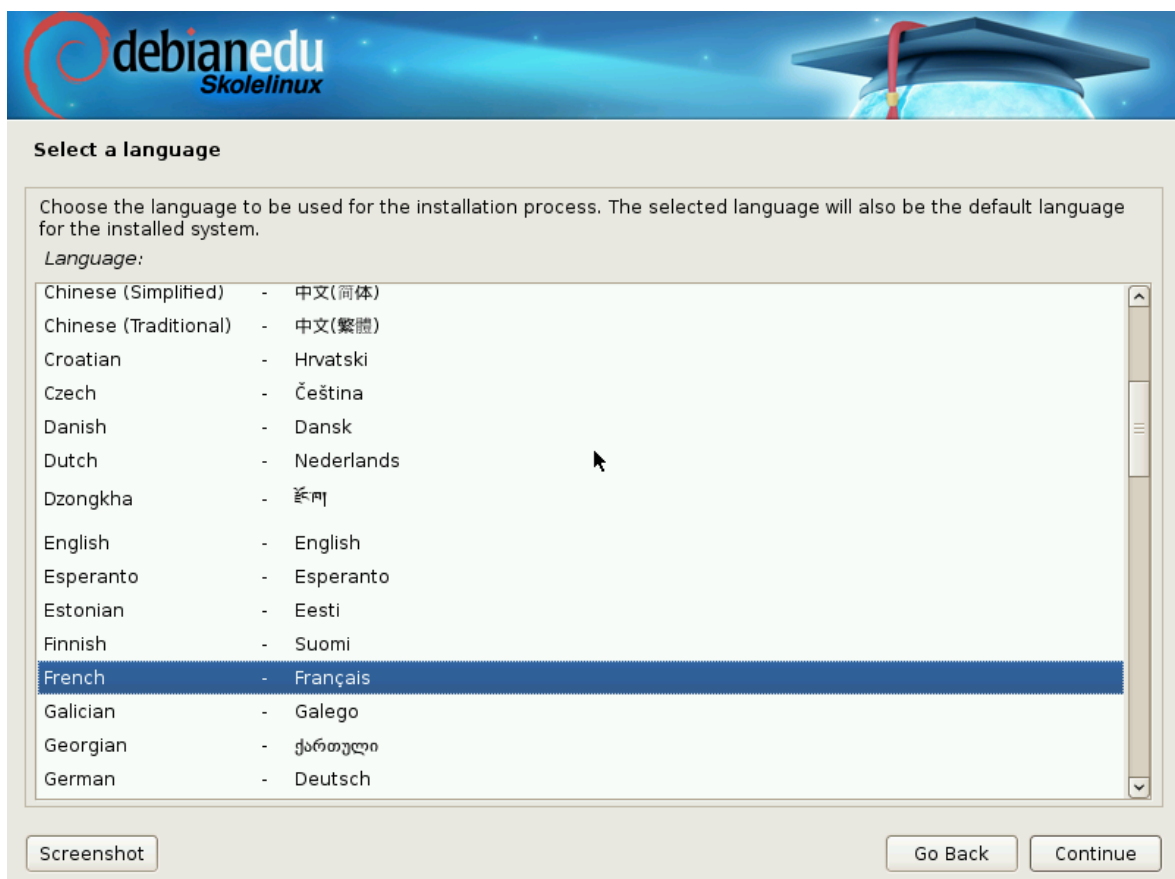 debianedu
Skolelinux
Select a language
Choose the language to be used for the installation process. The selected language will also be the default language
for the installed system.
Language:
Chinese (Simplified) - 中文(简体)
Chinese (Traditional) - 中文(繁體)
Croatian - Hrvatski
Czech - Čeština
Danish - Dansk
Dutch - Nederlands
Dzongkha - རྫོང་ཁ།
English - English
Esperanto - Esperanto
Estonian - Eesti
Finnish - Suomi
French - Français
Galician - Galego
Georgian - ქართული
German - Deutsch
Screenshot Go Back Continue